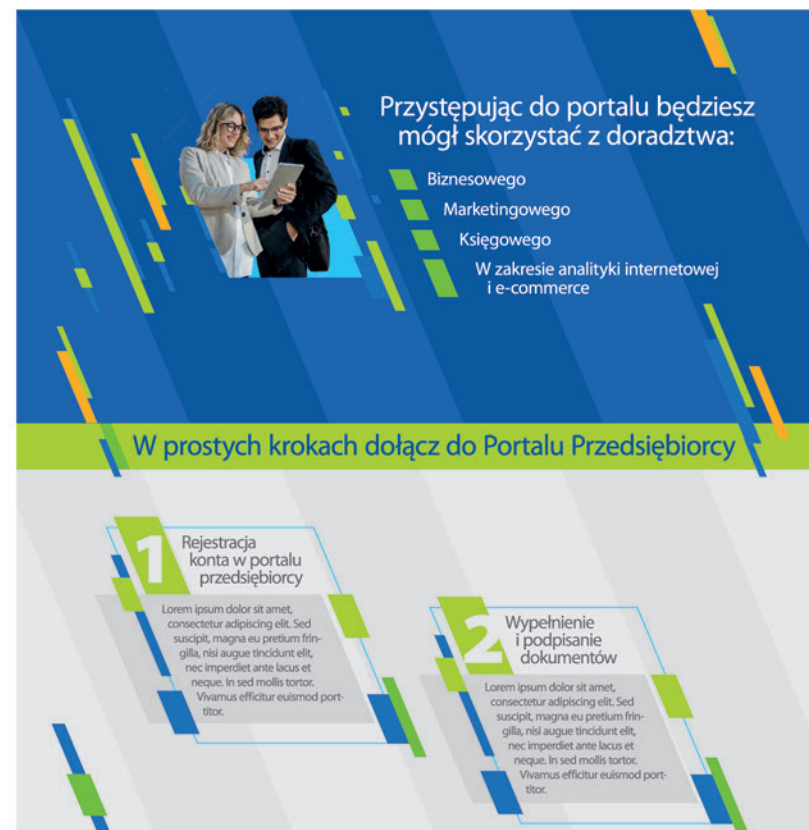 Przystępując do portalu będziesz
mógł skorzystać z doradztwa:
Biznesowego
Marketingowego
Księgowego
W zakresie analityki internetowej
i e-commerce
W prostych krokach dołącz do Portalu Przedsiębiorcy
1
Rejestracja
konta w portalu
przedsiębiorcy
Lorem ipsum dolor sit amet,
consectetur adipiscing elit. Sed
suscipit, magna eu pretium frin-
gilla, nisi augue tincidunt elit,
nec imperdiet ante lacus et
neque. In sed mollis tortor.
Vivamus efficitur euismod port-
titor.
2
Wypełnienie
i podpisanie
dokumentów
Lorem ipsum dolor sit amet,
consectetur adipiscing elit. Sed
suscipit, magna eu pretium frin-
gilla, nisi augue tincidunt elit,
nec imperdiet ante lacus et
neque. In sed mollis tortor.
Vivamus efficitur euismod port-
titor.